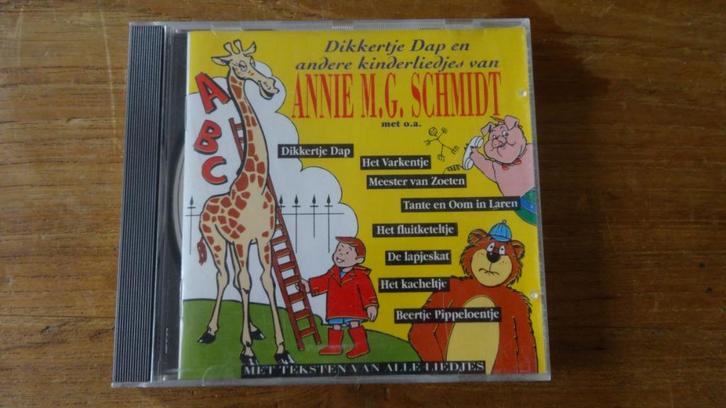 Dikkertje Dap en
andere kinderliedjes van
ANNIE M.G. SCHMIDT
met o.a.
ABC
Dikkertje Dap
Het Varkentje
Meester van Zoeten
Tante en Oom in Laren
Het fluitketeltje
De lapjeskat
Het kacheltje
Beertje Pippeloentje
MET TEKSTEN VAN ALLE LIEDJES